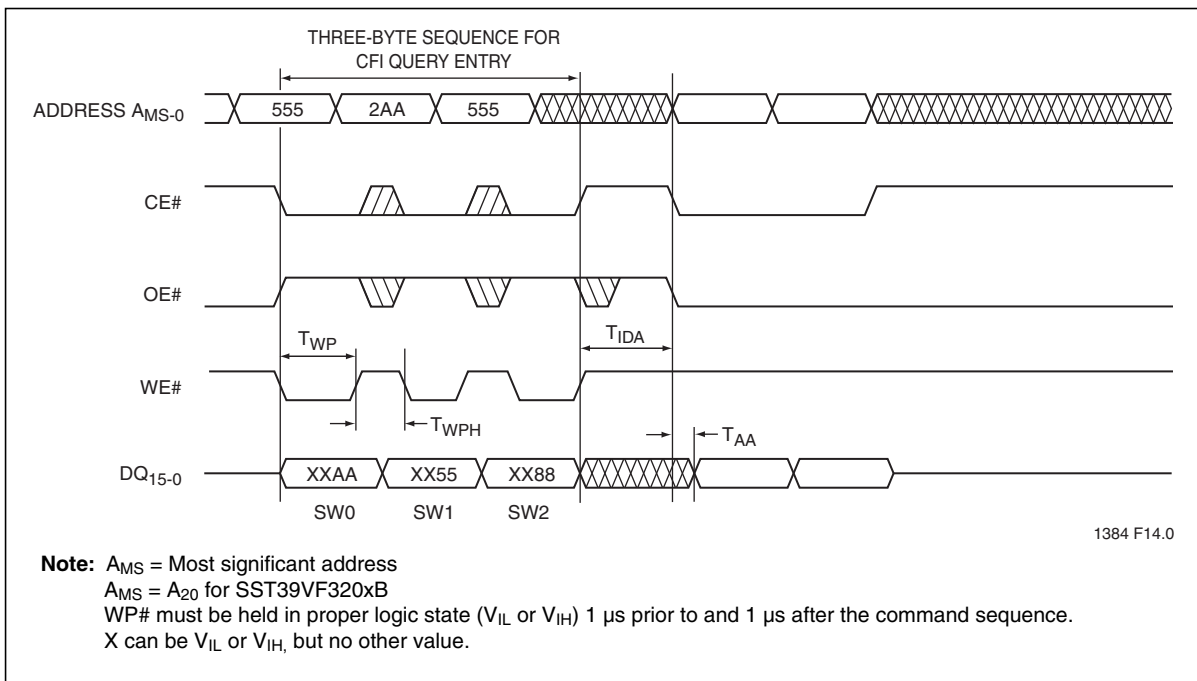 THREE-BYTE SEQUENCE FOR
CFI QUERY ENTRY
ADDRESS AMS-0
555
2AA
555
CE#
OE#
TWP
TIDA
WE#
TWPH
TAA
DQ15-0
XXAA
XX55
XX88
SW0
SW1
SW2
1384 F14.0
Note: AMS = Most significant address
AMS = A20 for SST39VF320xB
WP# must be held in proper logic state (VIL or VIH) 1 µs prior to and 1 µs after the command sequence.
X can be VIL or VIH, but no other value.